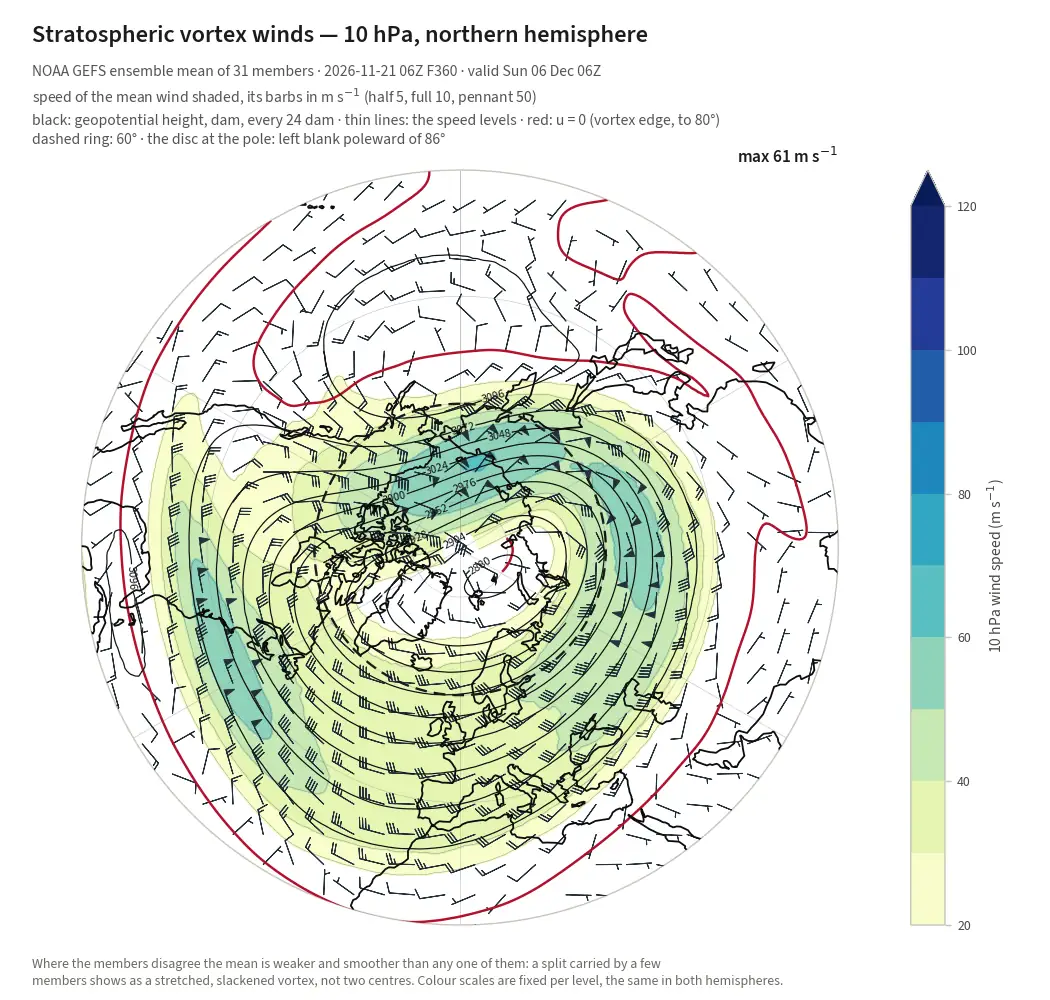 Stratospheric vortex winds — 10 hPa, northern hemisphere
NOAA GEFS ensemble mean of 31 members · 2026-11-21 06Z F360 · valid Sun 06 Dec 06Z
speed of the mean wind shaded, its barbs in m s⁻¹ (half 5, full 10, pennant 50)
black: geopotential height, dam, every 24 dam · thin lines: the speed levels · red: u = 0 (vortex edge, to 80°)
dashed ring: 60° · the disc at the pole: left blank poleward of 86°
max 61 m s⁻¹
120
100
80
60
40
20
10 hPa wind speed (m s⁻¹)
3096
3072
3048
3024
2976
2904
2880
3096
Where the members disagree the mean is weaker and smoother than any one of them: a split carried by a few
members shows as a stretched, slackened vortex, not two centres. Colour scales are fixed per level, the same in both hemispheres.